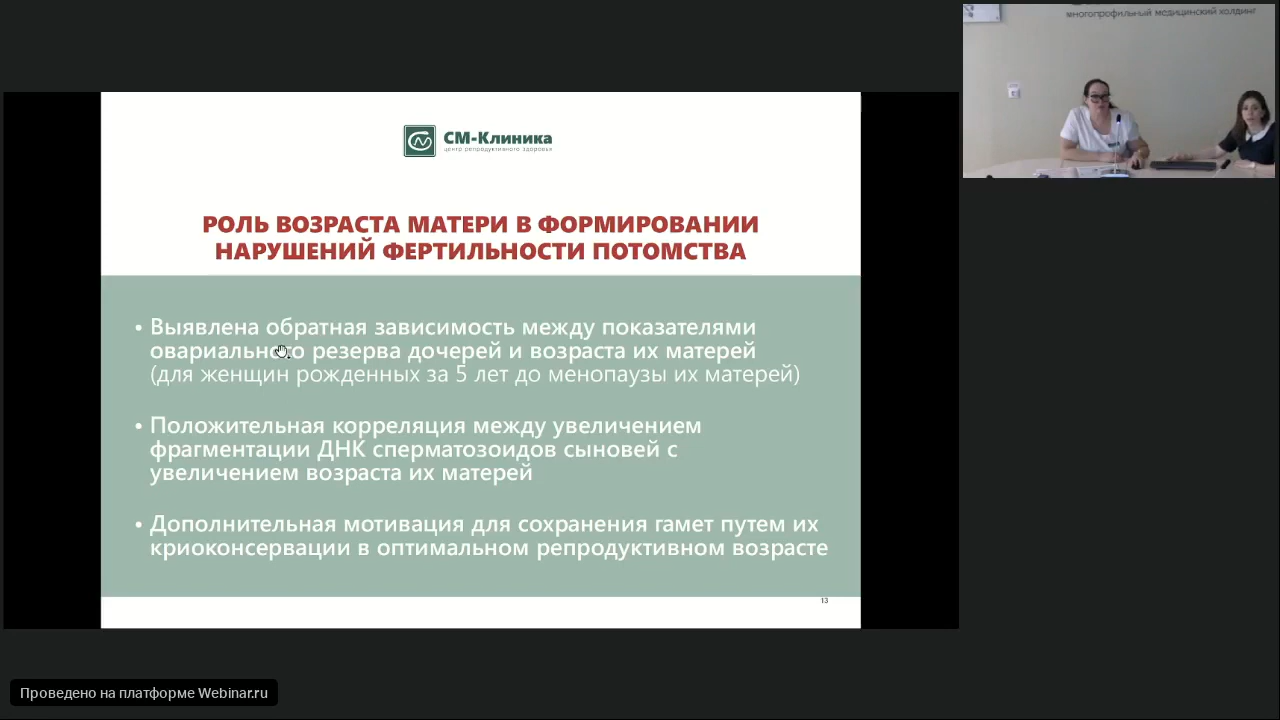 многопрофильный медицинский холдинг
СМ-Клиника
центр репродуктивного здоровья
РОЛЬ ВОЗРАСТА МАТЕРИ В ФОРМИРОВАНИИ
НАРУШЕНИЙ ФЕРТИЛЬНОСТИ ПОТОМСТВА
• Выявлена обратная зависимость между показателями
овариального резерва дочерей и возраста их матерей
(для женщин рожденных за 5 лет до менопаузы их матерей)
• Положительная корреляция между увеличением
фрагментации ДНК сперматозоидов сыновей с
увеличением возраста их матерей
• Дополнительная мотивация для сохранения гамет путем их
криоконсервации в оптимальном репродуктивном возрасте
13
Проведено на платформе Webinar.ru